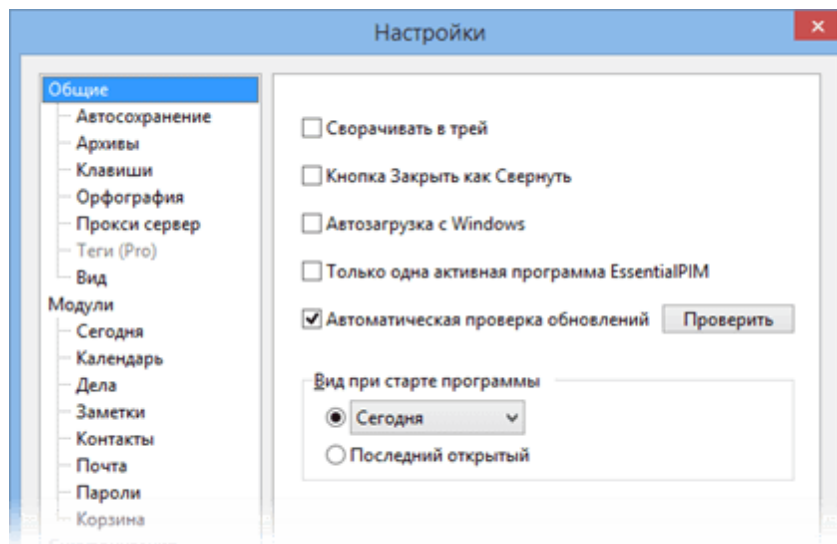 Настройки
Общие
Автосохранение
Архивы
Клавиши
Орфография
Прокси сервер
Теги (Pro)
Вид
Модули
Сегодня
Календарь
Дела
Заметки
Контакты
Почта
Пароли
Корзина
Сворачивать в трей
Кнопка Закрыть как Свернуть
Автозагрузка с Windows
Только одна активная программа EssentialPIM
Автоматическая проверка обновлений Проверить
Вид при старте программы
Сегодня
Последний открытый